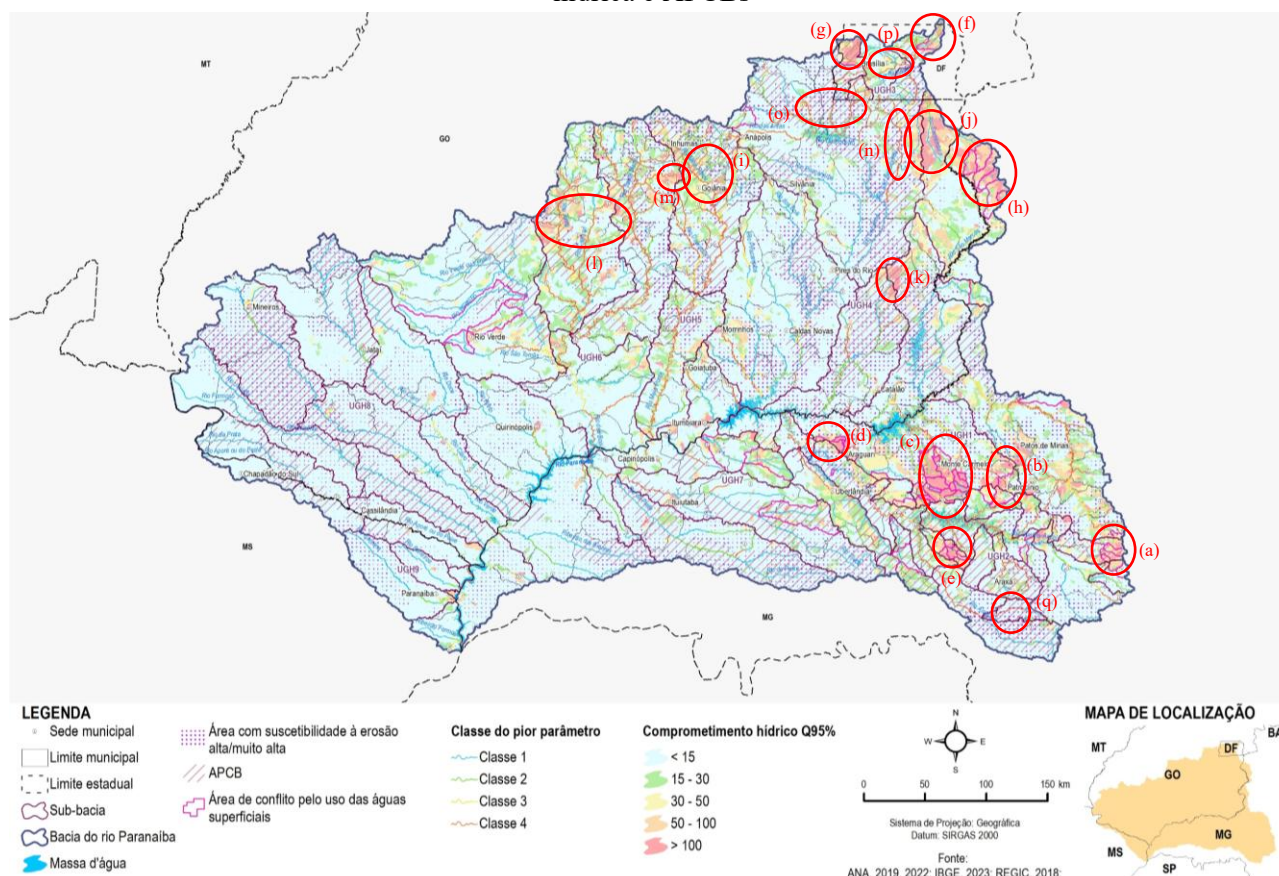 (g)
(p)
(f)
MT
Brasília
DF
UGH3
GO
(o)
(j)
Inhumas
Anápolis
(n)
(i)
(m)
Goiânia
Silvânia
(h)
(l)
Pires do Rio
(k)
Mineiros
UGH4
Rio Verde
UGH5
Morrinhos
Caldas Novas
Jataí
UGH6
Goiatuba
UGH8
Catalão
Quirinópolis
Itumbiara
(d)
(c)
UGH1
Patos de Minas
Araguari
Capinópolis
Monte Carmelo
(b)
Chapadão do Sul
UGH7
Patrocínio
Uberlândia
Ituiutaba
Cassilândia
MS
(a)
UGH2
UGH9
(e)
Araxá
Paranaíba
(q)
MG
LEGENDA
Sede municipal
Limite municipal
Limite estadual
Sub-bacia
Bacia do rio Paranaíba
Massa d'água
Área com suscetibilidade à erosão
alta/muito alta
APCB
Área de conflito pelo uso das águas
superficiais
Classe do pior parâmetro
Classe 1
Classe 2
Classe 3
Classe 4
Comprometimento hídrico Q95%
< 15
15 - 30
30 - 50
50 - 100
> 100
N
W
E
S
0 50 100 150 km
Sistema de Projeção: Geográfica
Datum: SIRGAS 2000
Fonte:
ANA, 2019, 2022; IBGE, 2023; REGIC, 2018;
MAPA DE LOCALIZAÇÃO
MT
DF
BA
GO
MG
MS
SP